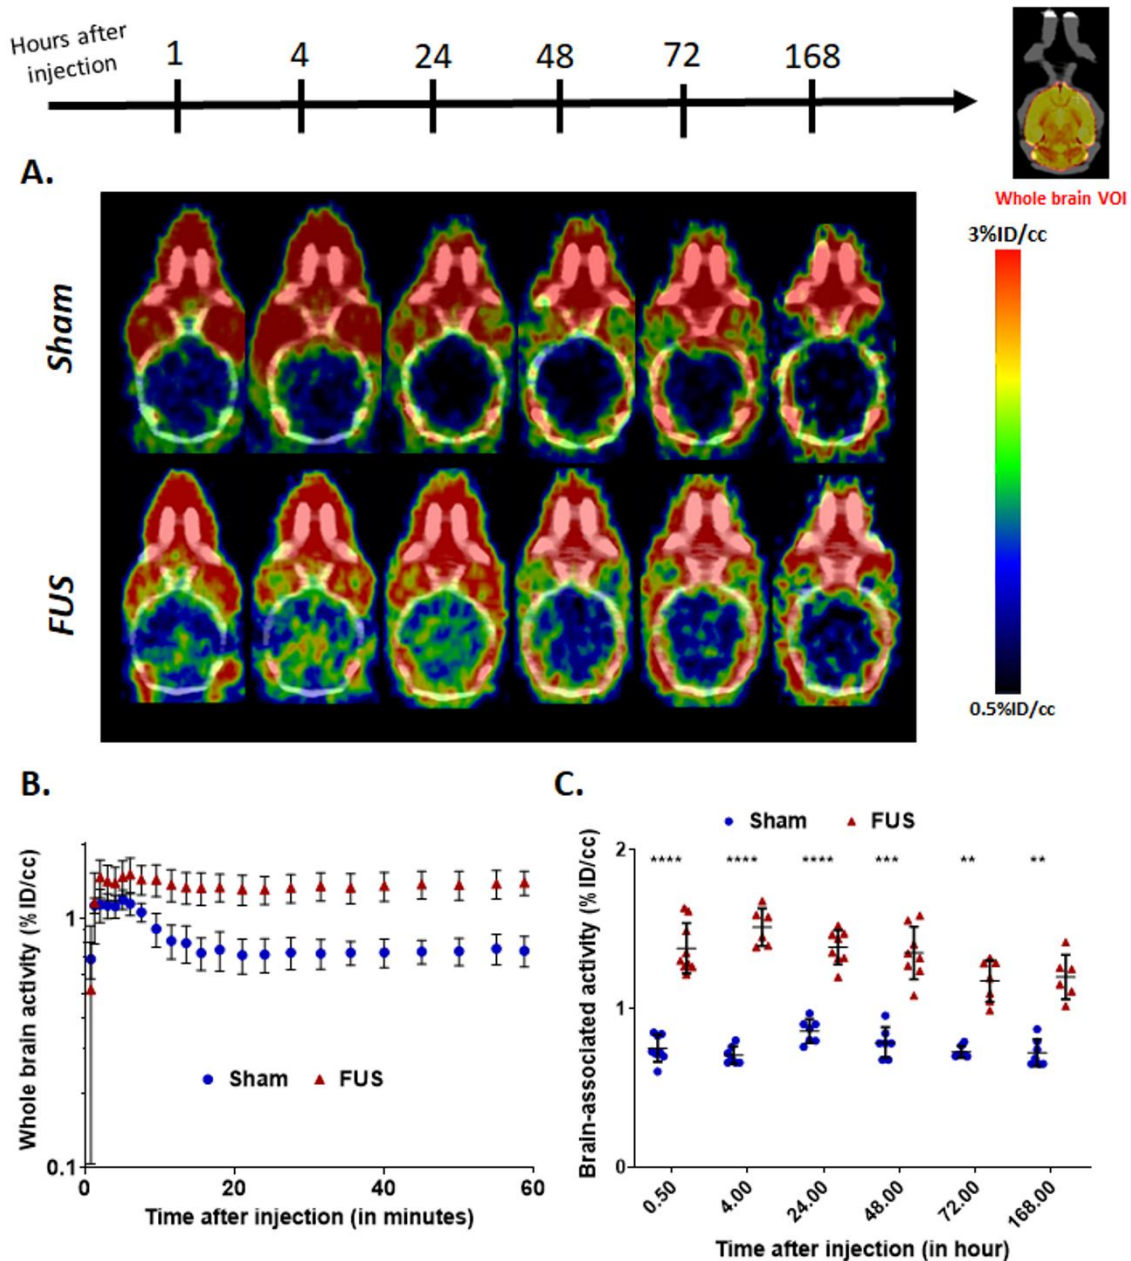 Hours after
injection
1 4 24 48 72 168
Whole brain VOI
A.
3%ID/cc
Sham
FUS
0.5%ID/cc
B.
Whole brain activity (% ID/cc)
1
0.1
Sham FUS
0 20 40 60
Time after injection (in minutes)
C.
Sham FUS
Brain-associated activity (% ID/cc)
2
**** **** **** *** ** **
1
0
0.50 4.00 24.00 48.00 72.00 168.00
Time after injection (in hour)